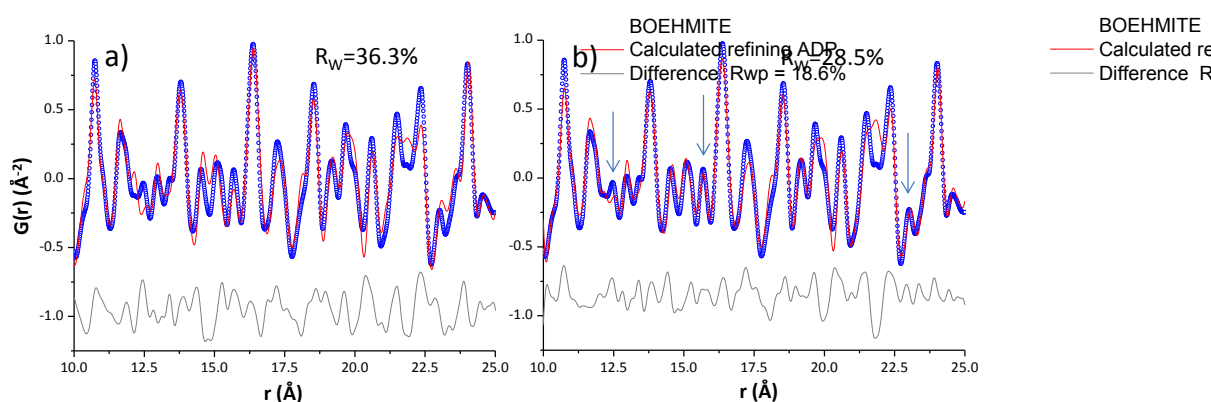 BOEHMITE
Calculated refining ADP
Difference Rwp = 18.6%
a)
R_W=36.3%
G(r) (Å⁻²)
1.0
0.5
0.0
-0.5
-1.0
10.0 12.5 15.0 17.5 20.0 22.5 25.0
r (Å)
b)
R_W=28.5%
1.0
0.5
0.0
-0.5
-1.0
10.0 12.5 15.0 17.5 20.0 22.5 25.0
r (Å)
BOEHMITE
Calculated re
Difference R